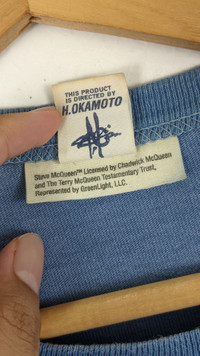 THIS PRODUCT
IS DIRECTED BY
H.OKAMOTO
Steve McQueen™ Licensed by Chadwick McQueen
and The Terry McQueen Testamentary Trust,
Represented by GreenLight, LLC.